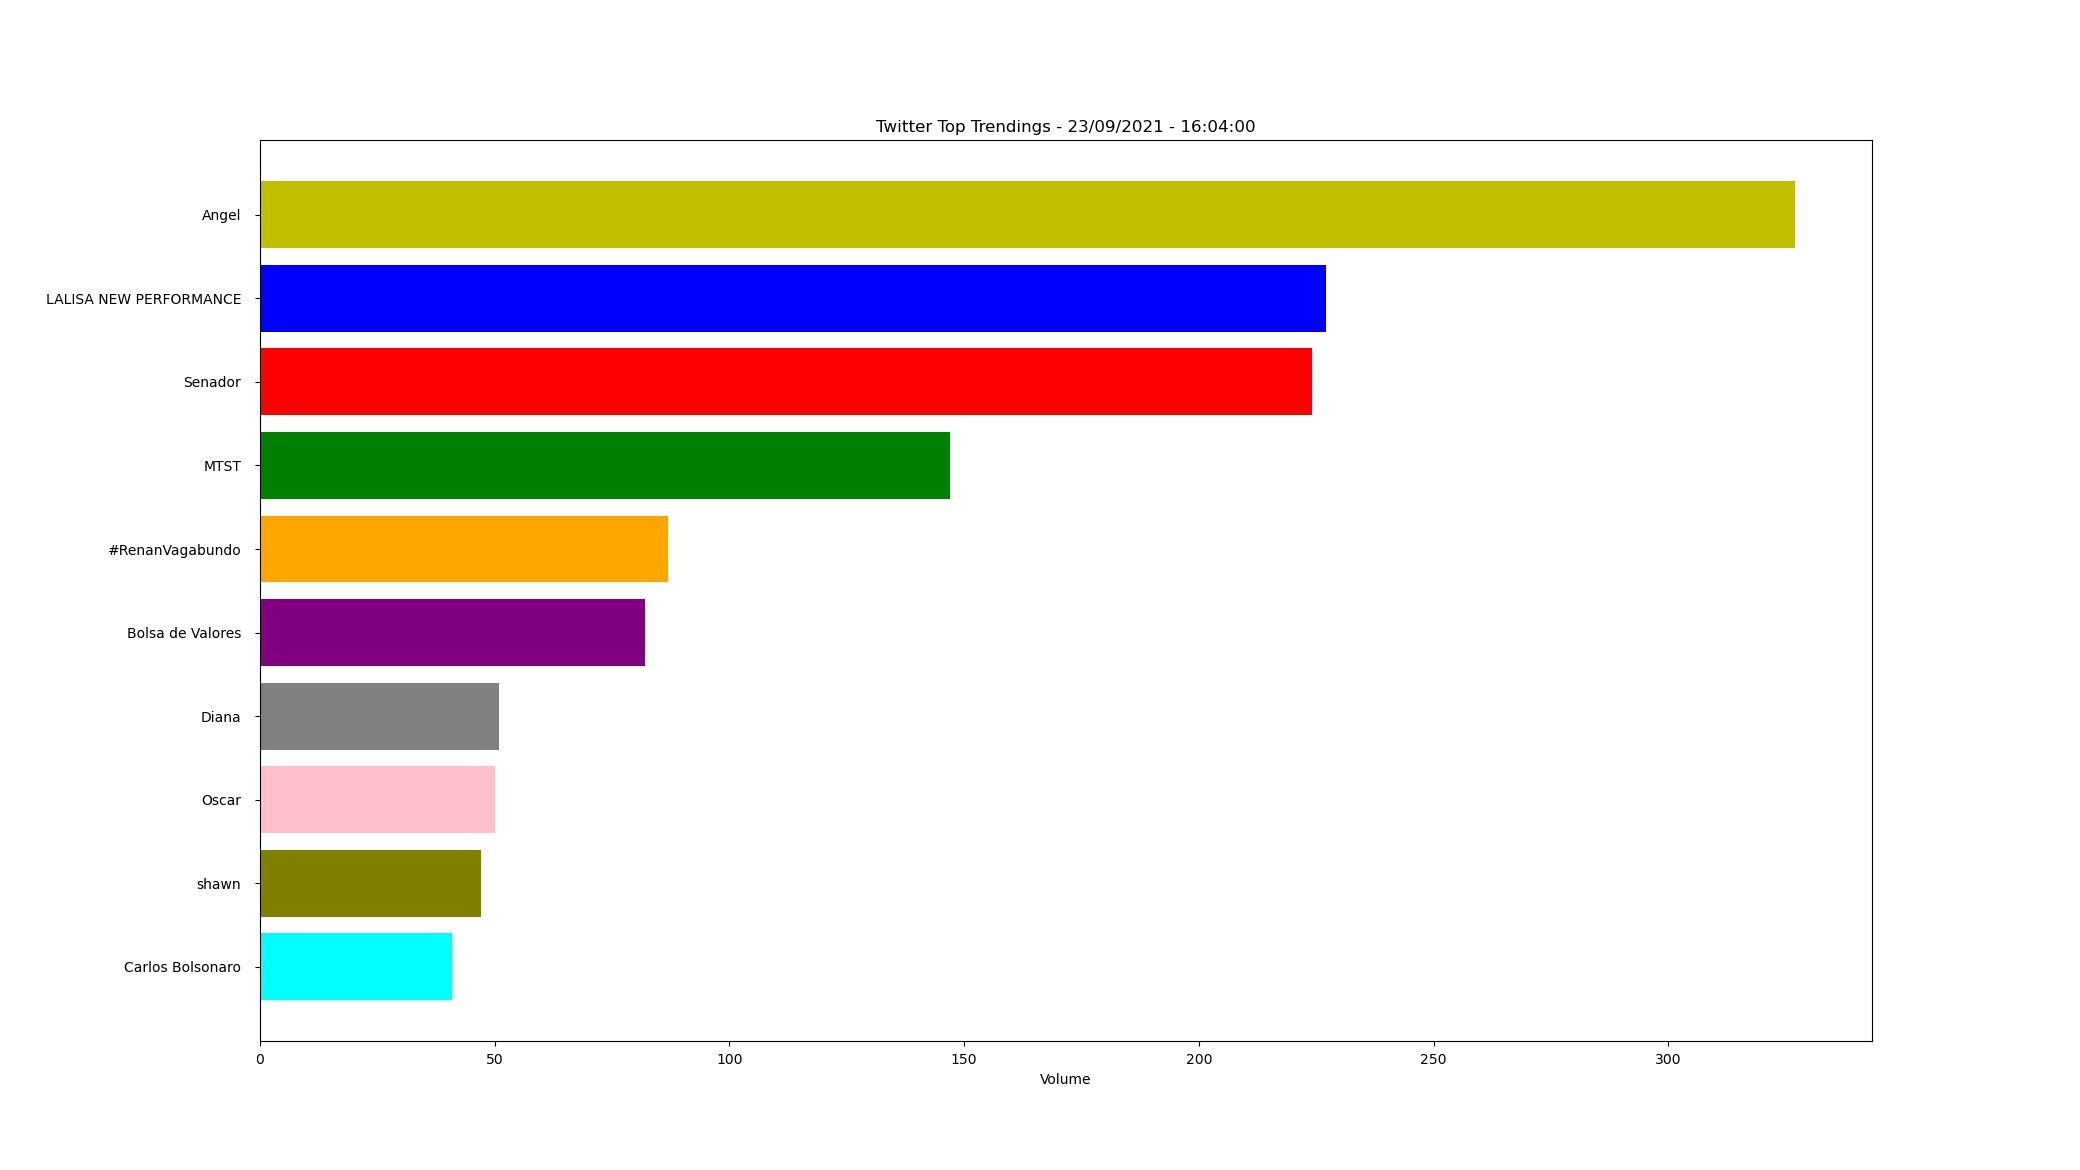 Twitter Top Trendings - 23/09/2021 - 16:04:00
Angel
LALISA NEW PERFORMANCE
Senador
MTST
#RenanVagabundo
Bolsa de Valores
Diana
Oscar
shawn
Carlos Bolsonaro
0 50 100 150 200 250 300
Volume